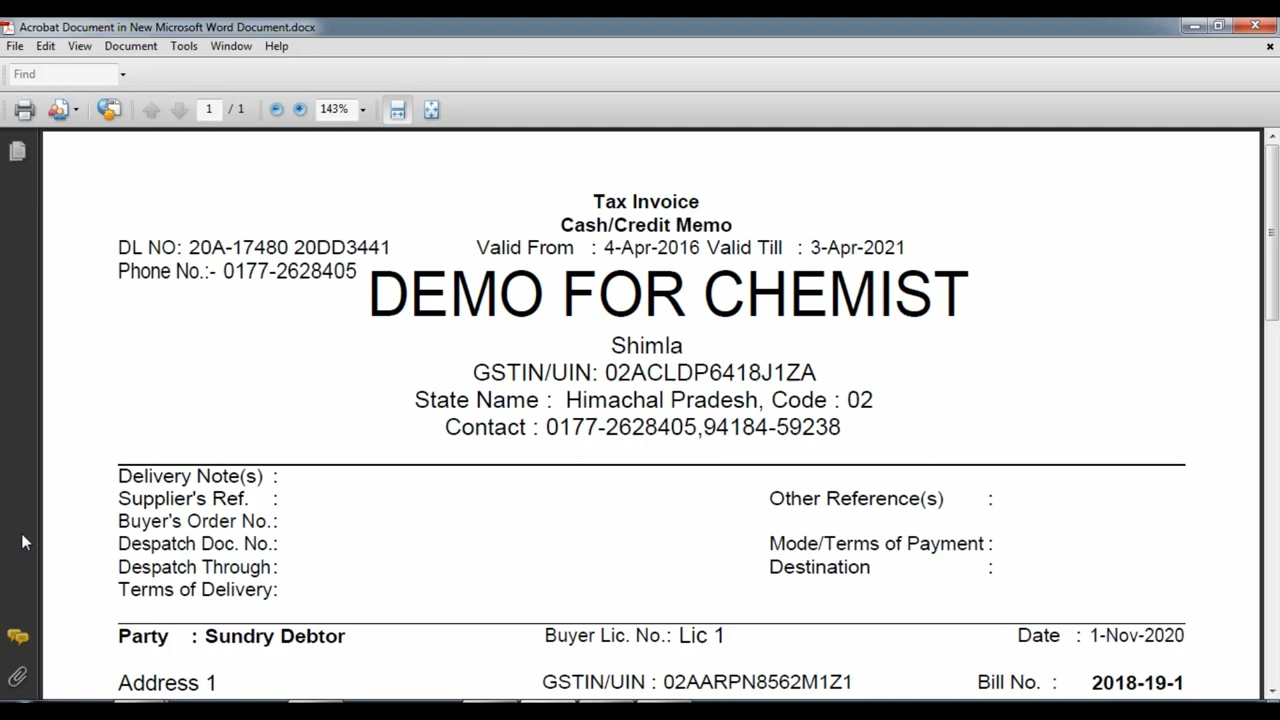 Acrobat Document in New Microsoft Word Document.docx
File Edit View Document Tools Window Help
Find
1 / 1 143%
Tax Invoice
Cash/Credit Memo
DL NO: 20A-17480 20DD3441 Valid From : 4-Apr-2016 Valid Till : 3-Apr-2021
Phone No.:- 0177-2628405
DEMO FOR CHEMIST
Shimla
GSTIN/UIN: 02ACLDP6418J1ZA
State Name : Himachal Pradesh, Code : 02
Contact : 0177-2628405,94184-59238
Delivery Note(s) :
Supplier's Ref. : Other Reference(s) :
Buyer's Order No.:
Despatch Doc. No.: Mode/Terms of Payment :
Despatch Through: Destination :
Terms of Delivery:
Party : Sundry Debtor Buyer Lic. No.: Lic 1 Date : 1-Nov-2020
Address 1 GSTIN/UIN : 02AARPN8562M1Z1 Bill No. : 2018-19-1